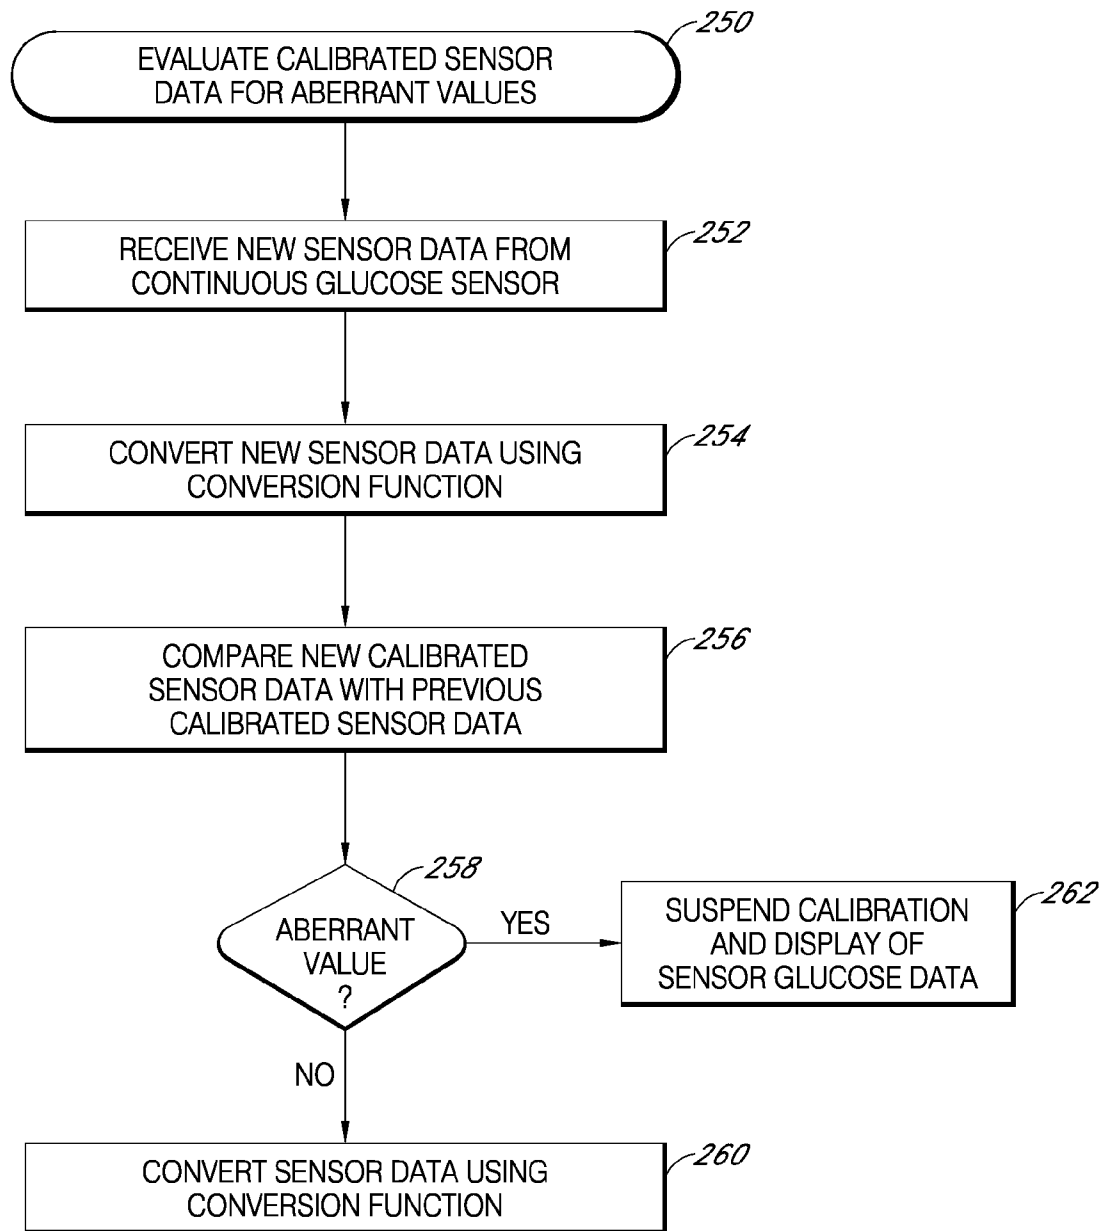 250
EVALUATE CALIBRATED SENSOR
DATA FOR ABERRANT VALUES
252
RECEIVE NEW SENSOR DATA FROM
CONTINUOUS GLUCOSE SENSOR
254
CONVERT NEW SENSOR DATA USING
CONVERSION FUNCTION
256
COMPARE NEW CALIBRATED
SENSOR DATA WITH PREVIOUS
CALIBRATED SENSOR DATA
258
ABERRANT
VALUE
?
YES
262
SUSPEND CALIBRATION
AND DISPLAY OF
SENSOR GLUCOSE DATA
NO
260
CONVERT SENSOR DATA USING
CONVERSION FUNCTION